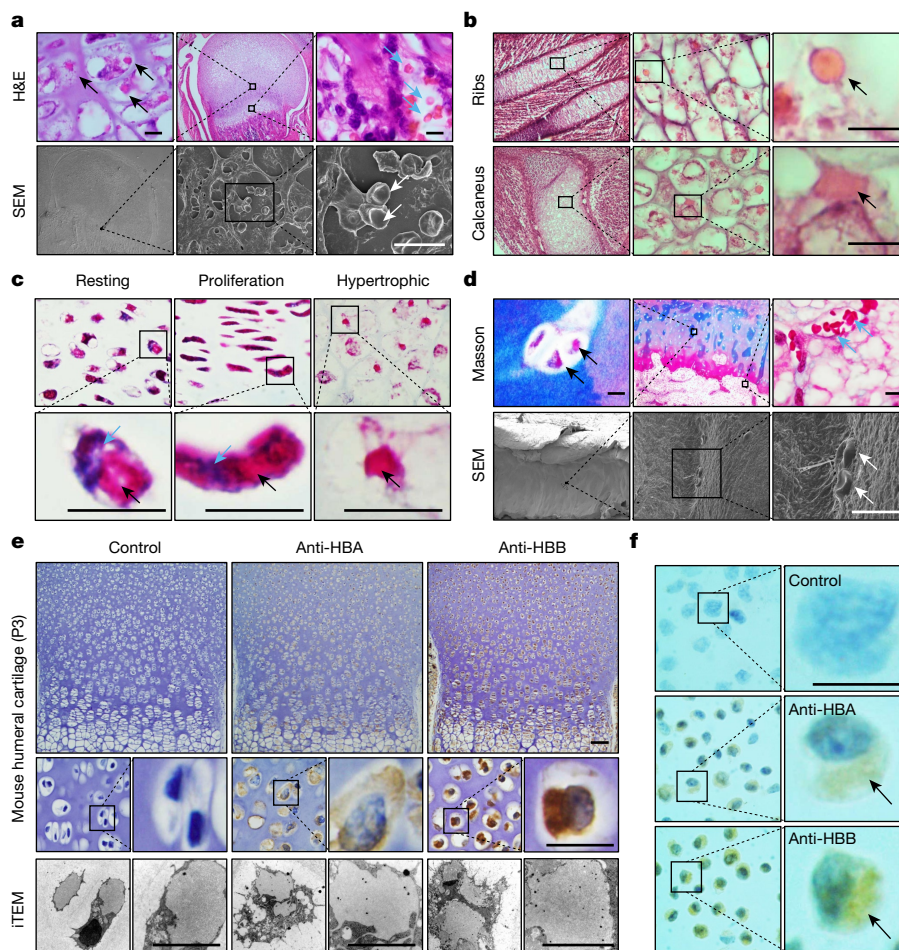 a
H&E
SEM
b
Ribs
Calcaneus
c
Resting
Proliferation
Hypertrophic
d
Masson
SEM
e
Control
Anti-HBA
Anti-HBB
Mouse humeral cartilage (P3)
iTEM
f
Control
Anti-HBA
Anti-HBB